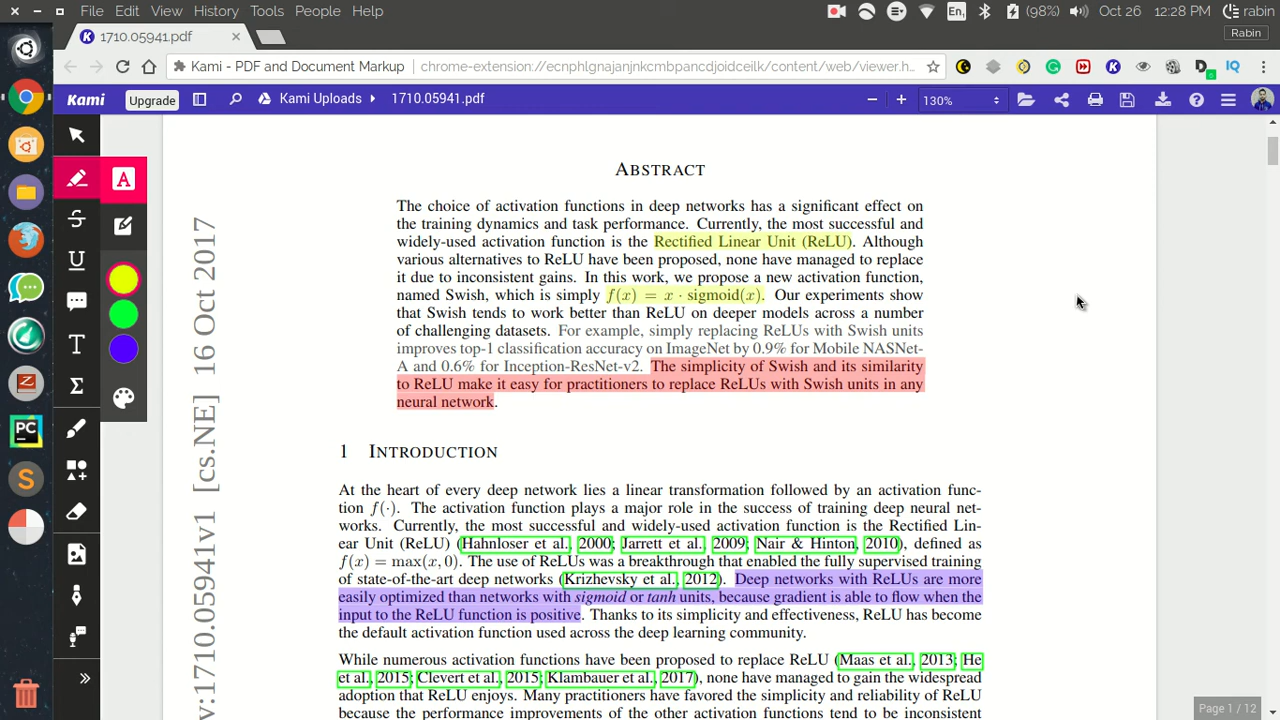 File Edit View History Tools People Help
(98%) Oct 26 12:28 PM rabin
En1
1710.05941.pdf
Rabin
Kami - PDF and Document Markup chrome-extension://ecnphlgnajanjnkcmbpancdjoidceilk/content/web/viewer.h...
Kami Upgrade Kami Uploads 1710.05941.pdf 130%
ABSTRACT
The choice of activation functions in deep networks has a significant effect on
the training dynamics and task performance. Currently, the most successful and
widely-used activation function is the Rectified Linear Unit (ReLU). Although
various alternatives to ReLU have been proposed, none have managed to replace
it due to inconsistent gains. In this work, we propose a new activation function,
named Swish, which is simply f(x) = x · sigmoid(x). Our experiments show
that Swish tends to work better than ReLU on deeper models across a number
of challenging datasets. For example, simply replacing ReLUs with Swish units
improves top-1 classification accuracy on ImageNet by 0.9% for Mobile NASNet-
A and 0.6% for Inception-ResNet-v2. The simplicity of Swish and its similarity
to ReLU make it easy for practitioners to replace ReLUs with Swish units in any
neural network.
1 INTRODUCTION
At the heart of every deep network lies a linear transformation followed by an activation func-
tion f(·). The activation function plays a major role in the success of training deep neural net-
works. Currently, the most successful and widely-used activation function is the Rectified Lin-
ear Unit (ReLU) (Hahnloser et al., 2000; Jarrett et al., 2009; Nair & Hinton, 2010), defined as
f(x) = max(x, 0). The use of ReLUs was a breakthrough that enabled the fully supervised training
of state-of-the-art deep networks (Krizhevsky et al., 2012). Deep networks with ReLUs are more
easily optimized than networks with sigmoid or tanh units, because gradient is able to flow when the
input to the ReLU function is positive. Thanks to its simplicity and effectiveness, ReLU has become
the default activation function used across the deep learning community.
While numerous activation functions have been proposed to replace ReLU (Maas et al., 2013; He
et al., 2015; Clevert et al., 2015; Klambauer et al., 2017), none have managed to gain the widespread
adoption that ReLU enjoys. Many practitioners have favored the simplicity and reliability of ReLU
because the performance improvements of the other activation functions tend to be inconsistent
v:1710.05941v1 [cs.NE] 16 Oct 2017
Page 1 / 12